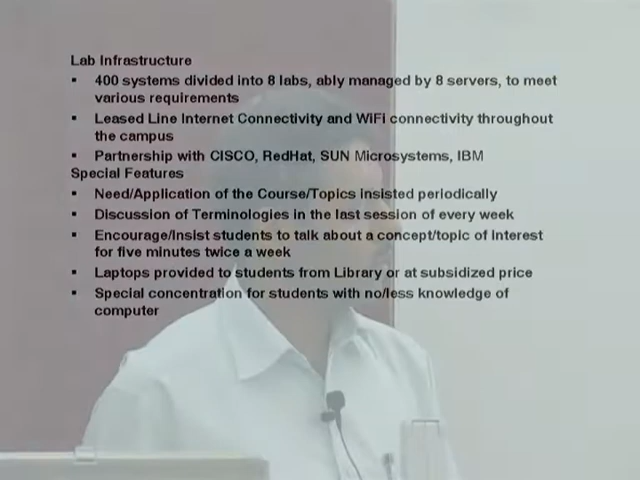 Lab Infrastructure
▪ 400 systems divided into 8 labs, ably managed by 8 servers, to meet
various requirements
▪ Leased Line Internet Connectivity and WiFi connectivity throughout
the campus
▪ Partnership with CISCO, RedHat, SUN Microsystems, IBM
Special Features
▪ Need/Application of the Course/Topics insisted periodically
▪ Discussion of Terminologies in the last session of every week
▪ Encourage/Insist students to talk about a concept/topic of interest
for five minutes twice a week
▪ Laptops provided to students from Library or at subsidized price
▪ Special concentration for students with no/less knowledge of
computer